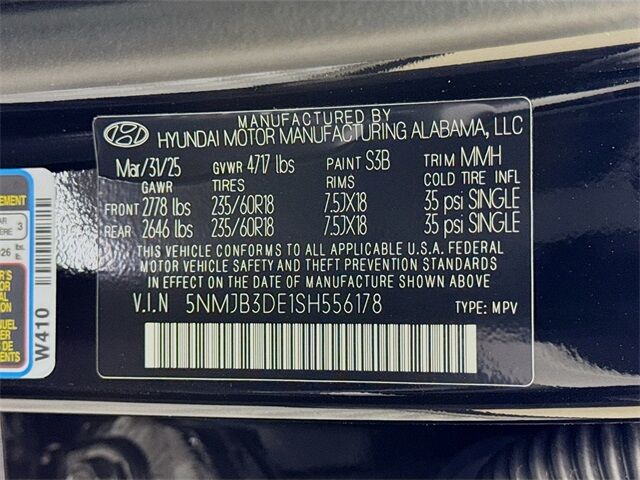 MANUFACTURED BY
HYUNDAI MOTOR MANUFACTURING ALABAMA, LLC
Mar/31/25 GVWR 4717 lbs PAINT S3B TRIM MMH
GAWR TIRES RIMS COLD TIRE INFL
FRONT 2778 lbs 235/60R18 7.5JX18 35 psi SINGLE
REAR 2646 lbs 235/60R18 7.5JX18 35 psi SINGLE
THIS VEHICLE CONFORMS TO ALL APPLICABLE U.S.A. FEDERAL
MOTOR VEHICLE SAFETY AND THEFT PREVENTION STANDARDS
IN EFFECT ON THE DATE OF MANUFACTURE SHOWN ABOVE
V.I.N 5NMJB3DE1SH556178 TYPE: MPV
W410
3